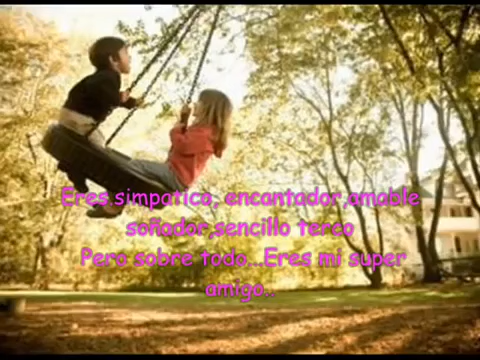 Eres simpatico, encantador,amable
soñador,sencillo terco
Pero sobre todo...Eres mi super
amigo..